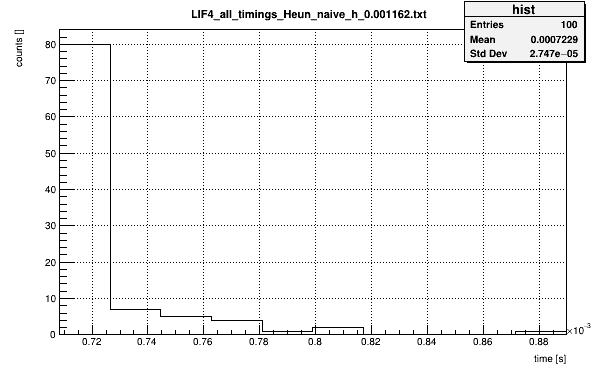 LIF4_all_timings_Heun_naive_h_0.001162.txt
hist
Entries 100
Mean 0.0007229
Std Dev 2.747e−05
counts []
80
70
60
50
40
30
20
10
0
0.72 0.74 0.76 0.78 0.8 0.82 0.84 0.86 0.88
×10⁻³
time [s]